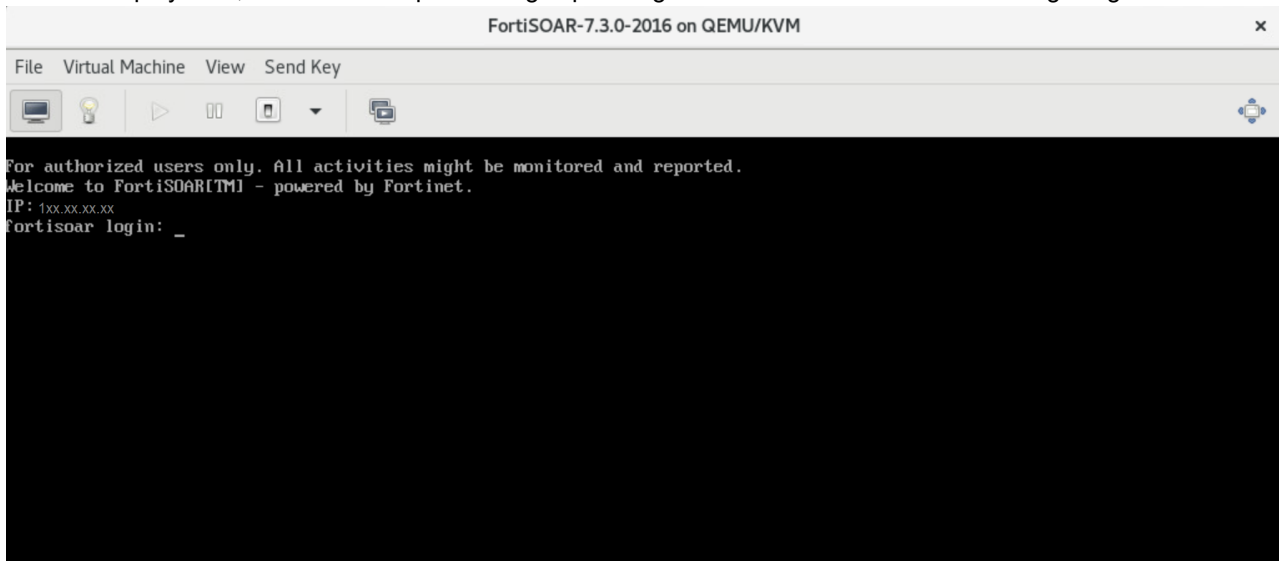 FortiSOAR-7.3.0-2016 on QEMU/KVM
File Virtual Machine View Send Key
For authorized users only. All activities might be monitored and reported.
Welcome to FortiSOAR[TM] - powered by Fortinet.
IP: 1xx.xx.xx.xx
fortisoar login: _